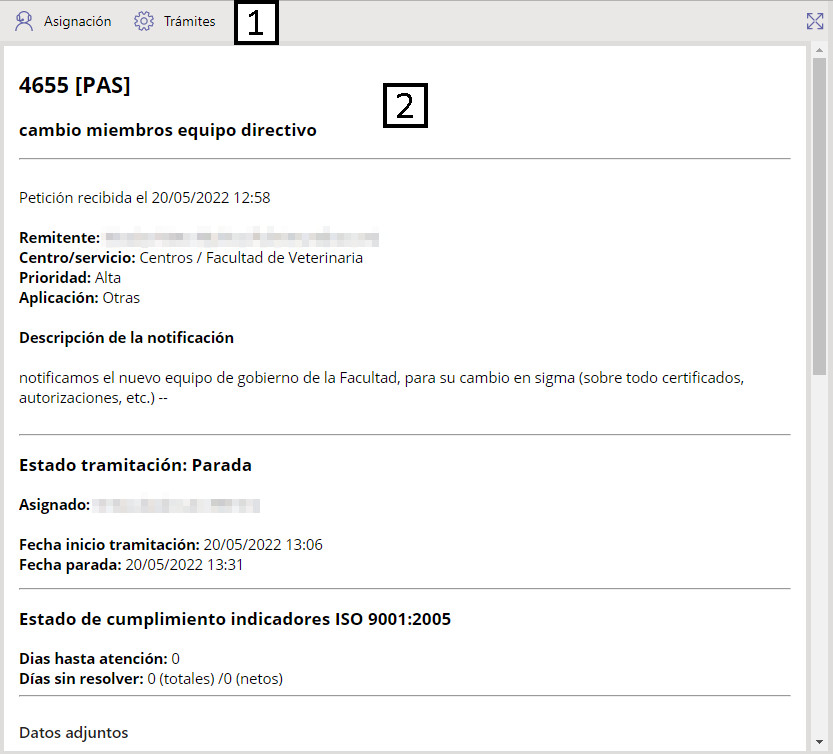 Asignación Trámites 1
4655 [PAS]
2
cambio miembros equipo directivo
Petición recibida el 20/05/2022 12:58
Remitente:
Centro/servicio: Centros / Facultad de Veterinaria
Prioridad: Alta
Aplicación: Otras
Descripción de la notificación
notificamos el nuevo equipo de gobierno de la Facultad, para su cambio en sigma (sobre todo certificados,
autorizaciones, etc.) --
Estado tramitación: Parada
Asignado:
Fecha inicio tramitación: 20/05/2022 13:06
Fecha parada: 20/05/2022 13:31
Estado de cumplimiento indicadores ISO 9001:2005
Dias hasta atención: 0
Días sin resolver: 0 (totales) /0 (netos)
Datos adjuntos